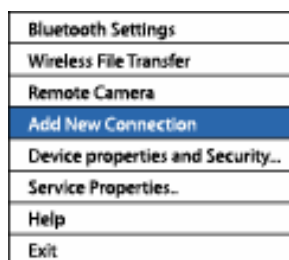 Bluetooth Settings
Wireless File Transfer
Remote Camera
Add New Connection
Device properties and Security...
Service Properties..
Help
Exit